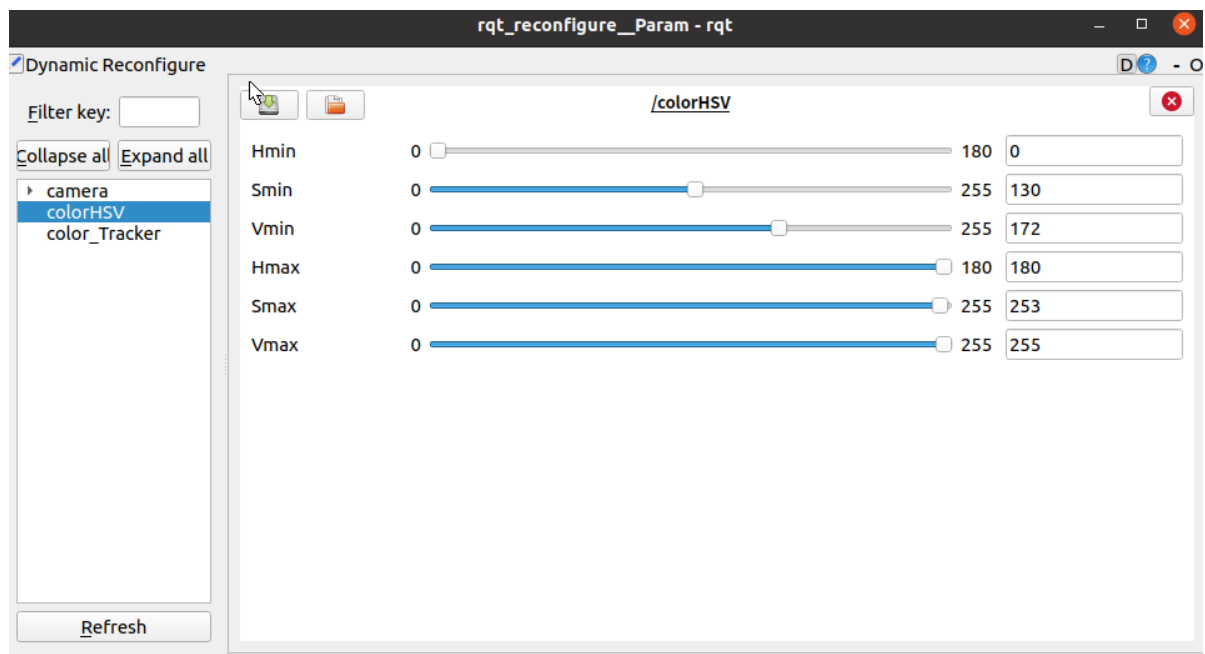 rqt_reconfigure__Param - rqt
Dynamic Reconfigure
D ? - O
Filter key:
Collapse all Expand all
camera
colorHSV
color_Tracker
Refresh
/colorHSV
Hmin 0 180 0
Smin 0 255 130
Vmin 0 255 172
Hmax 0 180 180
Smax 0 255 253
Vmax 0 255 255